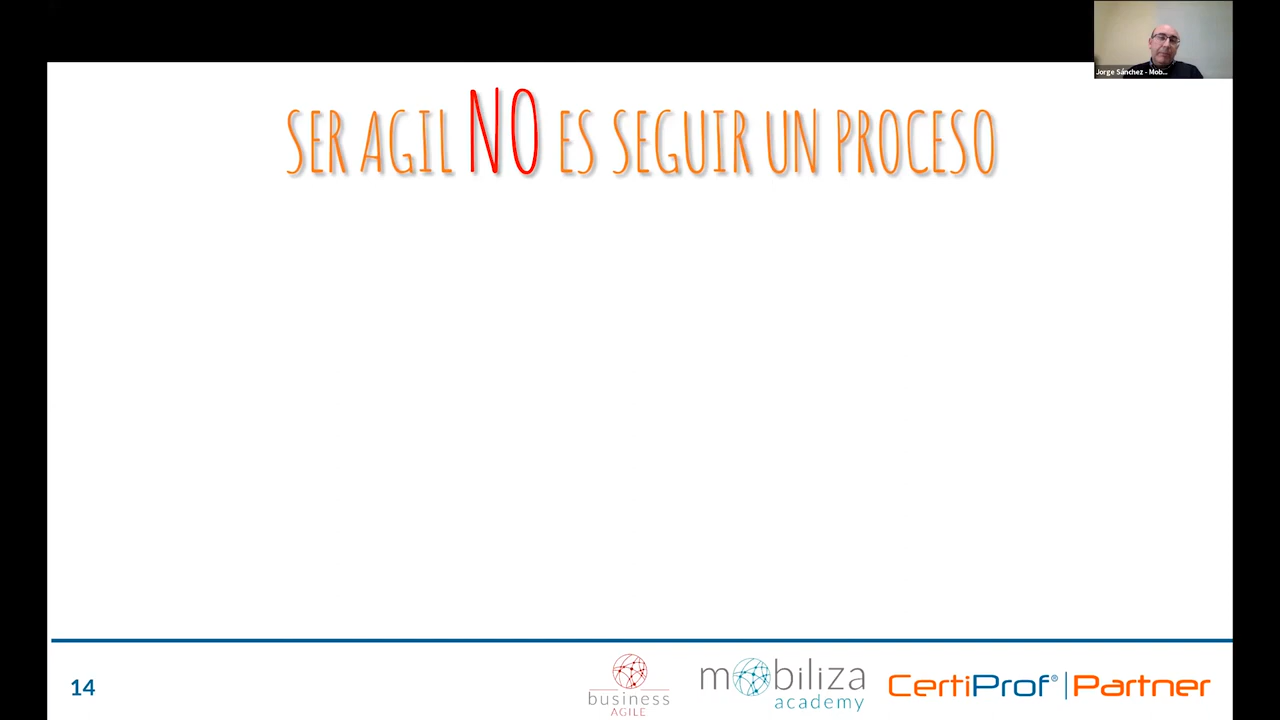 Jorge Sánchez - Mob...
SER AGIL NO ES SEGUIR UN PROCESO
14
business
AGILE
mobiliza
academy
CertiProf® | Partner